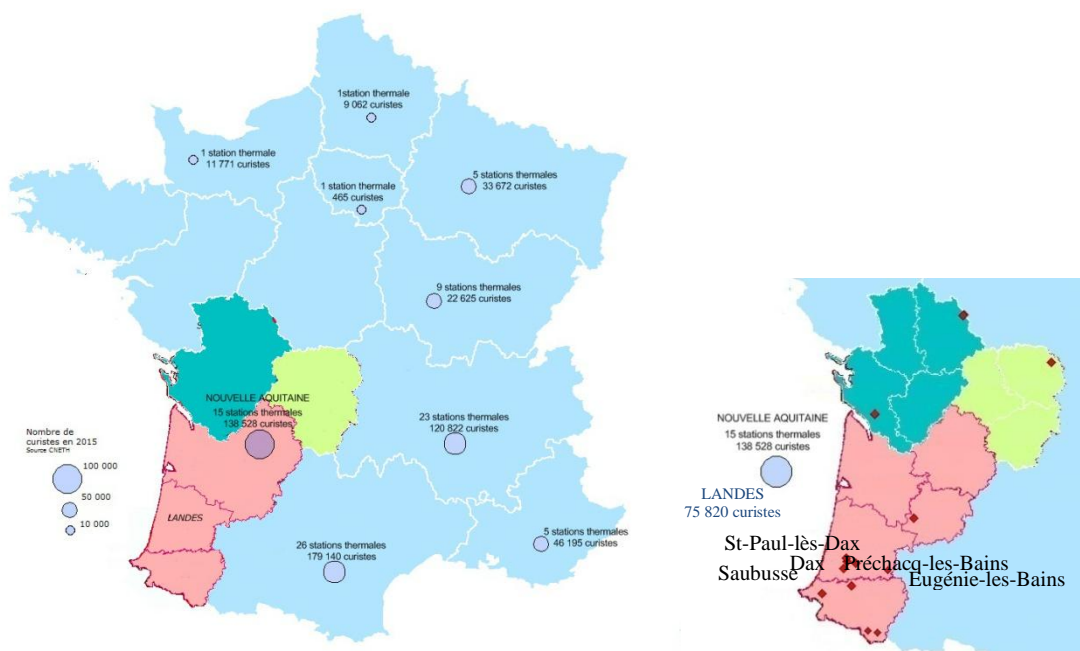 1station thermale
9 062 curistes
1 station thermale
11 771 curistes
5 stations thermales
33 672 curistes
1 station thermale
465 curistes
9 stations thermales
22 625 curistes
NOUVELLE AQUITAINE
15 stations thermales
138 528 curistes
23 stations thermales
120 822 curistes
Nombre de
curistes en 2015
Source CNETH
100 000
50 000
10 000
LANDES
5 stations thermales
46 195 curistes
26 stations thermales
179 140 curistes
NOUVELLE AQUITAINE
15 stations thermales
138 528 curistes
LANDES
75 820 curistes
St-Paul-lès-Dax
Dax Préchacq-les-Bains
Saubusse
Eugénie-les-Bains